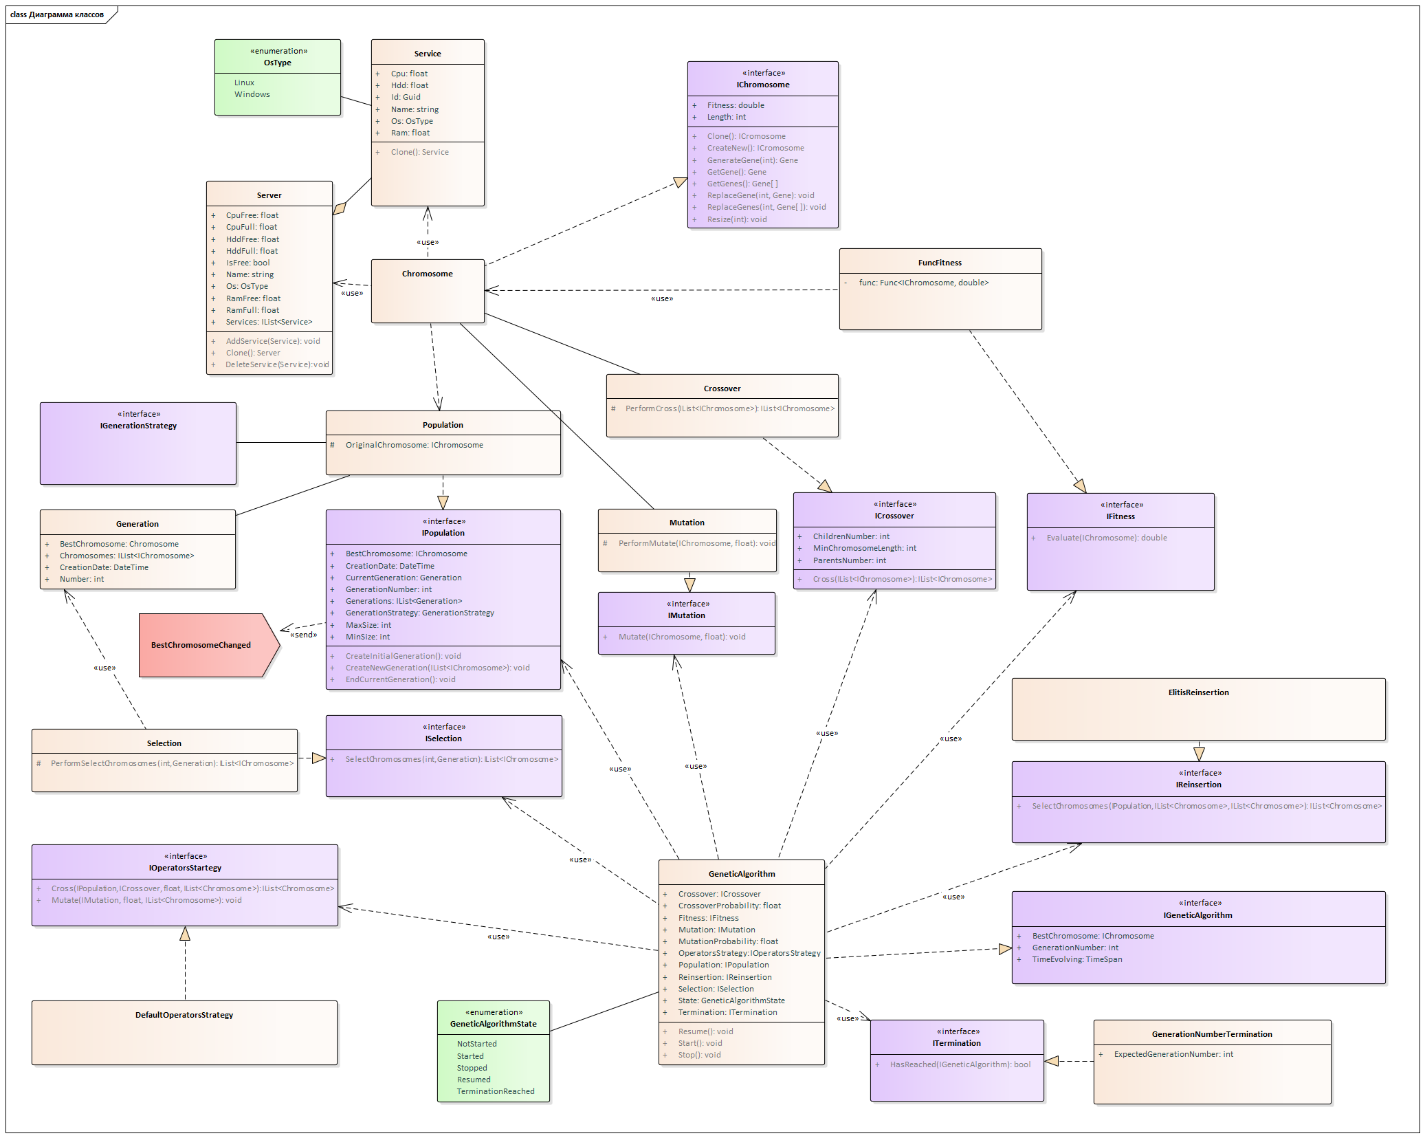 class Диаграмма классов
«enumeration»
OsType
Linux
Windows
Service
+ Cpu: float
+ Hdd: float
+ Id: Guid
+ Name: string
+ Os: OsType
+ Ram: float
+ Clone(): Service
«interface»
IChromosome
+ Fitness: double
+ Length: int
+ Clone(): ICromosome
+ CreateNew(): ICromosome
+ GenerateGene(int): Gene
+ GetGene(): Gene
+ GetGenes(): Gene[]
+ ReplaceGene(int, Gene): void
+ ReplaceGenes(int, Gene[]): void
+ Resize(int): void
Server
+ CpuFree: float
+ CpuFull: float
+ HddFree: float
+ HddFull: float
+ IsFree: bool
+ Name: string
+ Os: OsType
+ RamFree: float
+ RamFull: float
+ Services: IList<Service>
+ AddService(Service): void
+ Clone(): Server
+ DeleteService(Service):void
«use»
Chromosome
«use»
«use»
FuncFitness
- func: Func<IChromosome, double>
Crossover
# PerformCross(IList<IChromosome>): IList<IChromosome>
«interface»
IGenerationStrategy
Population
# OriginalChromosome: IChromosome
Generation
+ BestChromosome: Chromosome
+ Chromosomes: IList<IChromosome>
+ CreationDate: DateTime
+ Number: int
«interface»
IPopulation
+ BestChromosome: IChromosome
+ CreationDate: DateTime
+ CurrentGeneration: Generation
+ GenerationNumber: int
+ Generations: IList<Generation>
+ GenerationStrategy: GenerationStrategy
+ MaxSize: int
+ MinSize: int
+ CreateInitialGeneration(): void
+ CreateNewGeneration(IList<IChromosome>): void
+ EndCurrentGeneration(): void
Mutation
# PerformMutate(IChromosome, float): void
«interface»
ICrossover
+ ChildrenNumber: int
+ MinChromosomeLength: int
+ ParentsNumber: int
+ Cross(IList<IChromosome>): IList<IChromosome>
«interface»
IFitness
+ Evaluate(IChromosome): double
«interface»
IMutation
+ Mutate(IChromosome, float): void
BestChromosomeChanged
«send»
«use»
ElitisReinsertion
Selection
# PerformSelectChromosomes(int,Generation): IList<IChromosome>
«interface»
ISelection
+ SelectChromosomes(int,Generation): IList<IChromosome>
«use»
«use»
«use»
«use»
«interface»
IReinsertion
+ SelectChromosomes(IPopulation,IList<Chromosome>, IList<Chromosome>): IList<Chromosome>
«interface»
IOperatorsStartegy
+ Cross(IPopulation,ICrossover, float, IList<Chromosome>): IList<Chromosome>
+ Mutate(IMutation, float, IList<Chromosome>): void
«use»
GeneticAlgorithm
+ Crossover: ICrossover
+ CrossoverProbability: float
+ Fitness: IFitness
+ Mutation: IMutation
+ MutationProbability: float
+ OperatorsStrategy:IOperatorsStrategy
+ Population: IPopulation
+ Reinsertion: IReinsertion
+ Selection: ISelection
+ State: GeneticAlgorithmState
+ Termination: ITermination
+ Resume(): void
+ Start(): void
+ Stop(): void
«use»
«use»
«interface»
IGeneticAlgorithm
+ BestChromosome: IChromosome
+ GenerationNumber: int
+ TimeEvolving: TimeSpan
DefaultOperatorsStrategy
«enumeration»
GeneticAlgorithmState
NotStarted
Started
Stopped
Resumed
TerminationReached
«use»
«interface»
ITermination
+ HasReached(IGeneticAlgorithm): bool
GenerationNumberTermination
+ ExpectedGenerationNumber: int